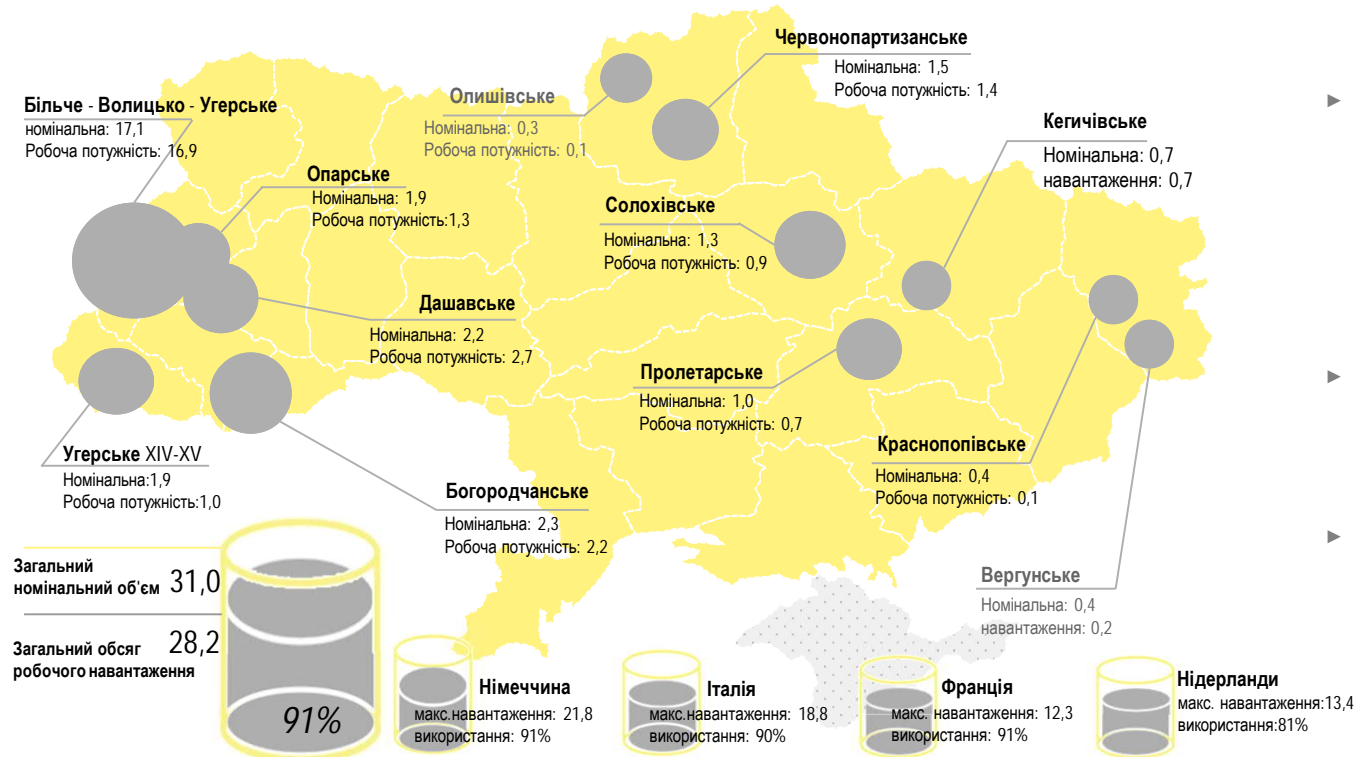 Червонопартизанське
Номінальна: 1,5
Робоча потужність: 1,4
Олишівське
Номінальна: 0,3
Робоча потужність: 0,1
Більче - Волицько - Угерське
номінальна: 17,1
Робоча потужність: 16,9
Кегичівське
Номінальна: 0,7
навантаження: 0,7
Опарське
Номінальна: 1,9
Робоча потужність:1,3
Солохівське
Номінальна: 1,3
Робоча потужність: 0,9
Дашавське
Номінальна: 2,2
Робоча потужність: 2,7
Пролетарське
Номінальна: 1,0
Робоча потужність: 0,7
Краснопопівське
Номінальна: 0,4
Робоча потужність: 0,1
Угерське XIV-XV
Номінальна:1,9
Робоча потужність:1,0
Богородчанське
Номінальна: 2,3
Робоча потужність: 2,2
Вергунське
Номінальна: 0,4
навантаження: 0,2
Загальний
номінальний об'єм 31,0
Загальний обсяг 28,2
робочого навантаження
91%
Німеччина
макс.навантаження: 21,8
використання: 91%
Італія
макс.навантаження: 18,8
використання: 90%
Франція
макс. навантаження: 12,3
використання: 91%
Нідерланди
макс. навантаження:13,4
використання:81%